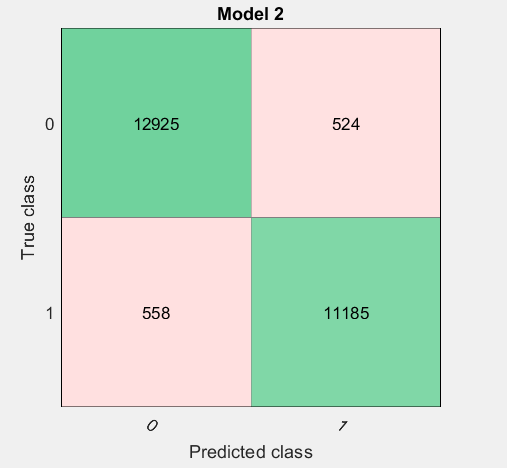 Model 2
True class
0
12925
524
1
558
11185
0
1
Predicted class